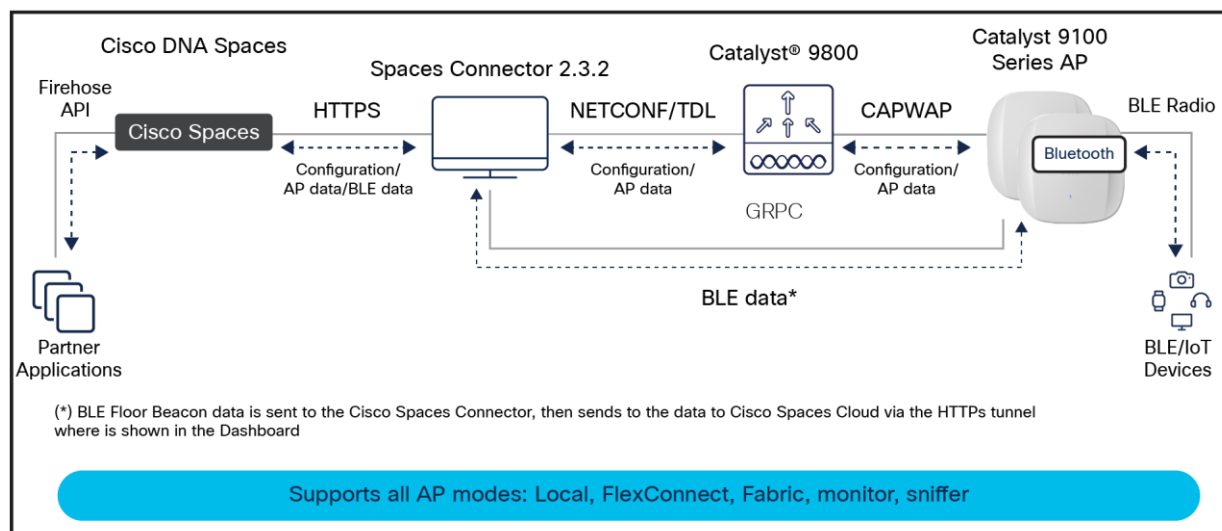 Cisco DNA Spaces
Spaces Connector 2.3.2
Catalyst® 9800
Catalyst 9100
Series AP
Firehose
API
Cisco Spaces
HTTPS
NETCONF/TDL
CAPWAP
BLE Radio
Bluetooth
Configuration/
AP data/BLE data
Configuration/
AP data
Configuration/
AP data
GRPC
BLE data*
Partner
Applications
BLE/IoT
Devices
(*) BLE Floor Beacon data is sent to the Cisco Spaces Connector, then sends to the data to Cisco Spaces Cloud via the HTTPs tunnel
where is shown in the Dashboard
Supports all AP modes: Local, FlexConnect, Fabric, monitor, sniffer